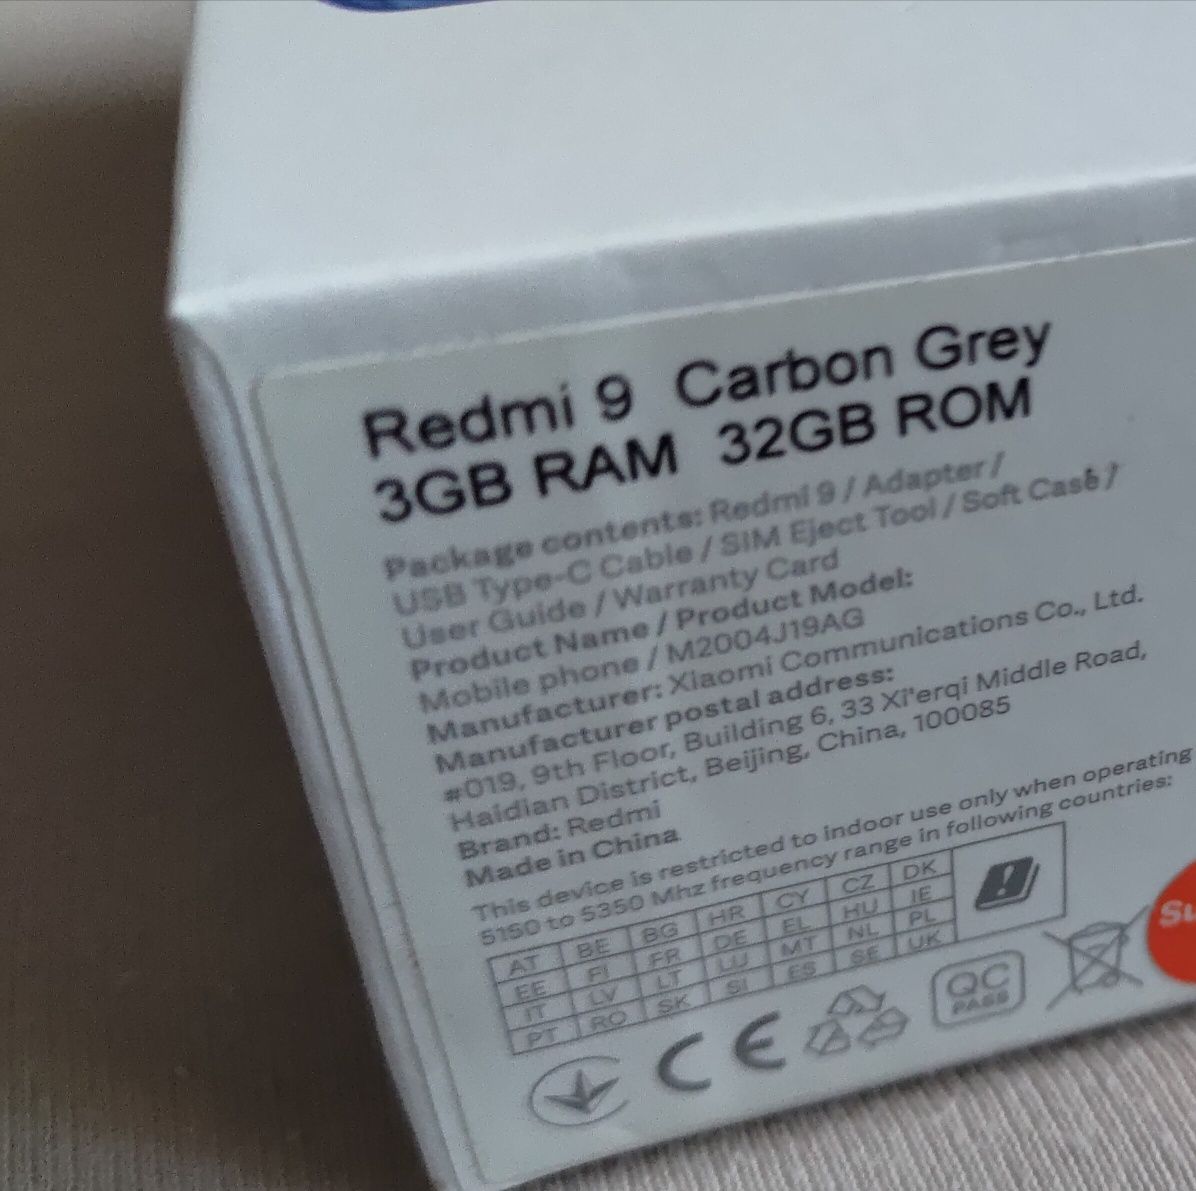 Redmi 9 Carbon Grey
3GB RAM 32GB ROM
Package contents: Redmi 9 / Adapter /
USB Type-C Cable / SIM Eject Tool / Soft Case /
User Guide / Warranty Card
Product Name / Product Model:
Mobile phone / M2004J19AG
Manufacturer: Xiaomi Communications Co., Ltd.
Manufacturer postal address:
#019, 9th Floor, Building 6, 33 Xi'erqi Middle Road,
Haidian District, Beijing, China, 100085
Brand: Redmi
Made in China
This device is restricted to indoor use only when operating
5150 to 5350 Mhz frequency range in following countries:
AT BE BG HR CY CZ DK
EE FI FR DE EL HU IE
IT LV LT LU MT NL PL
PT RO SK SI ES SE UK
CE
QC
PASS